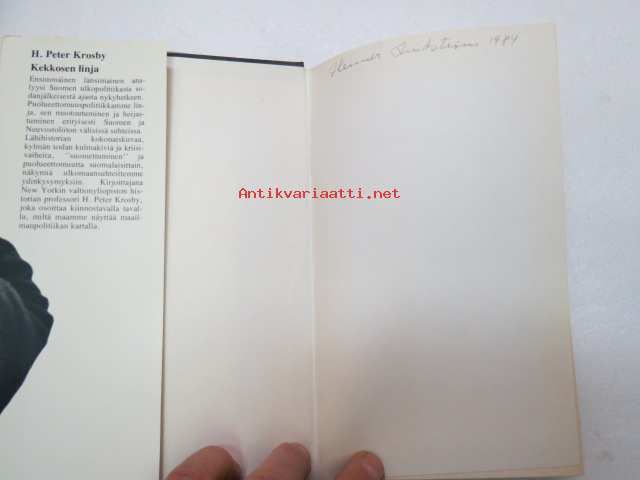 H. Peter Krosby
Kekkosen linja
Ensimmäinen länsimainen ana-
lyysi Suomen ulkopolitiikasta so-
danjälkeisestä ajasta nykyhetkeen.
Puolueettomuuspolitiikkamme lin-
ja, sen muotoutuminen ja heijas-
tuminen erityisesti Suomen ja
Neuvostoliiton välisissä suhteissa.
Lähihistorian kokonaiskuvaa,
kylmän sodan kulmakiviä ja kriisi-
vaiheita, "suomettuminen" ja
puolueettomuutta suomalaisittain,
näkymiä ulkomaansuhteittemme
ydinkysymyksiin. Kirjoittajana
New Yorkin valtionyliopiston his-
torian professori H. Peter Krosby,
joka osoittaa kiinnostavalla taval-
la, miltä maamme näyttää maail-
manpolitiikan kartalla.
1984
Antikvariaatti.net